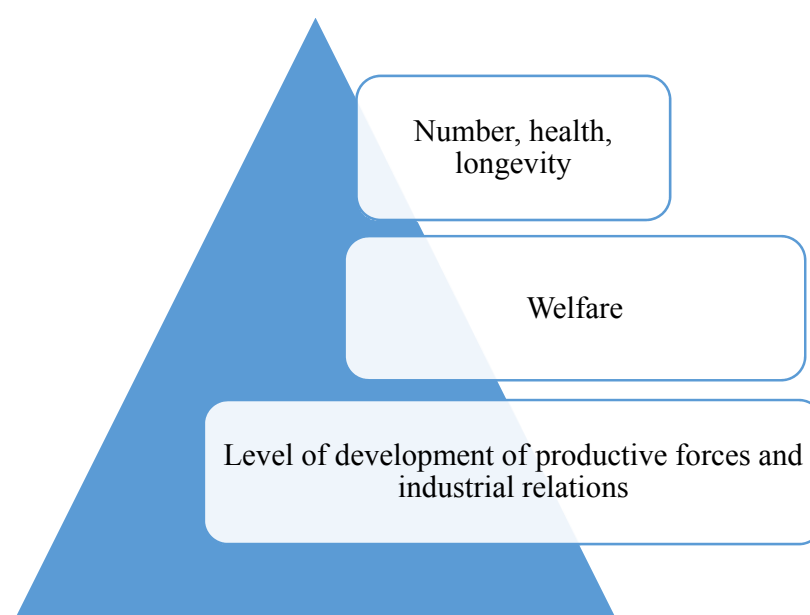 Number, health,
longevity
Welfare
Level of development of productive forces and
industrial relations